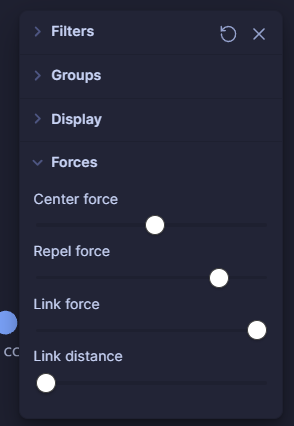 Filters
Groups
Display
Forces
Center force
Repel force
Link force
Link distance